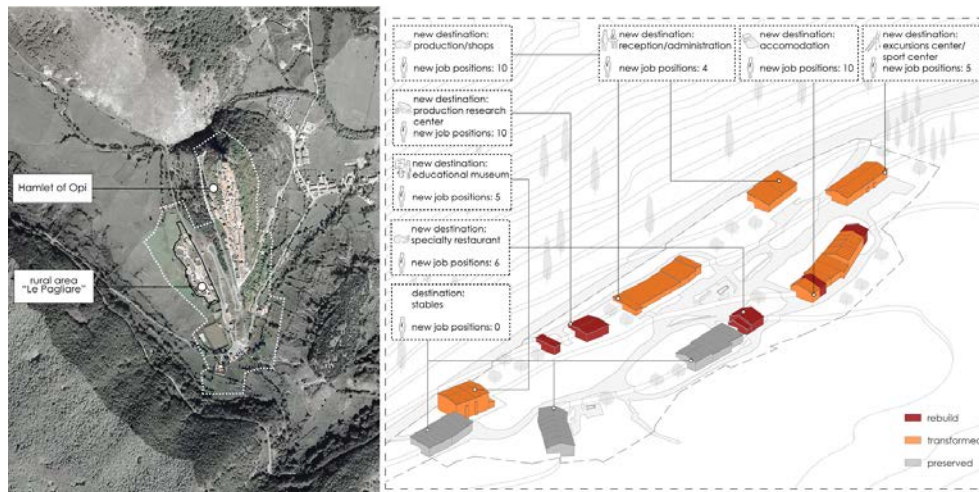 Hamlet of Opi
rural area
"Le Pagliare"
new destination:
production/shops
new job positions: 10
new destination:
reception/administration
new job positions: 4
new destination:
accomodation
new job positions: 10
new destination:
excursions center/
sport center
new job positions: 5
new destination:
production research
center
new job positions: 10
new destination:
educational museum
new job positions: 5
new destination:
specialty restaurant
new job positions: 6
destination:
stables
new job positions: 0
rebuild
transformed
preserved